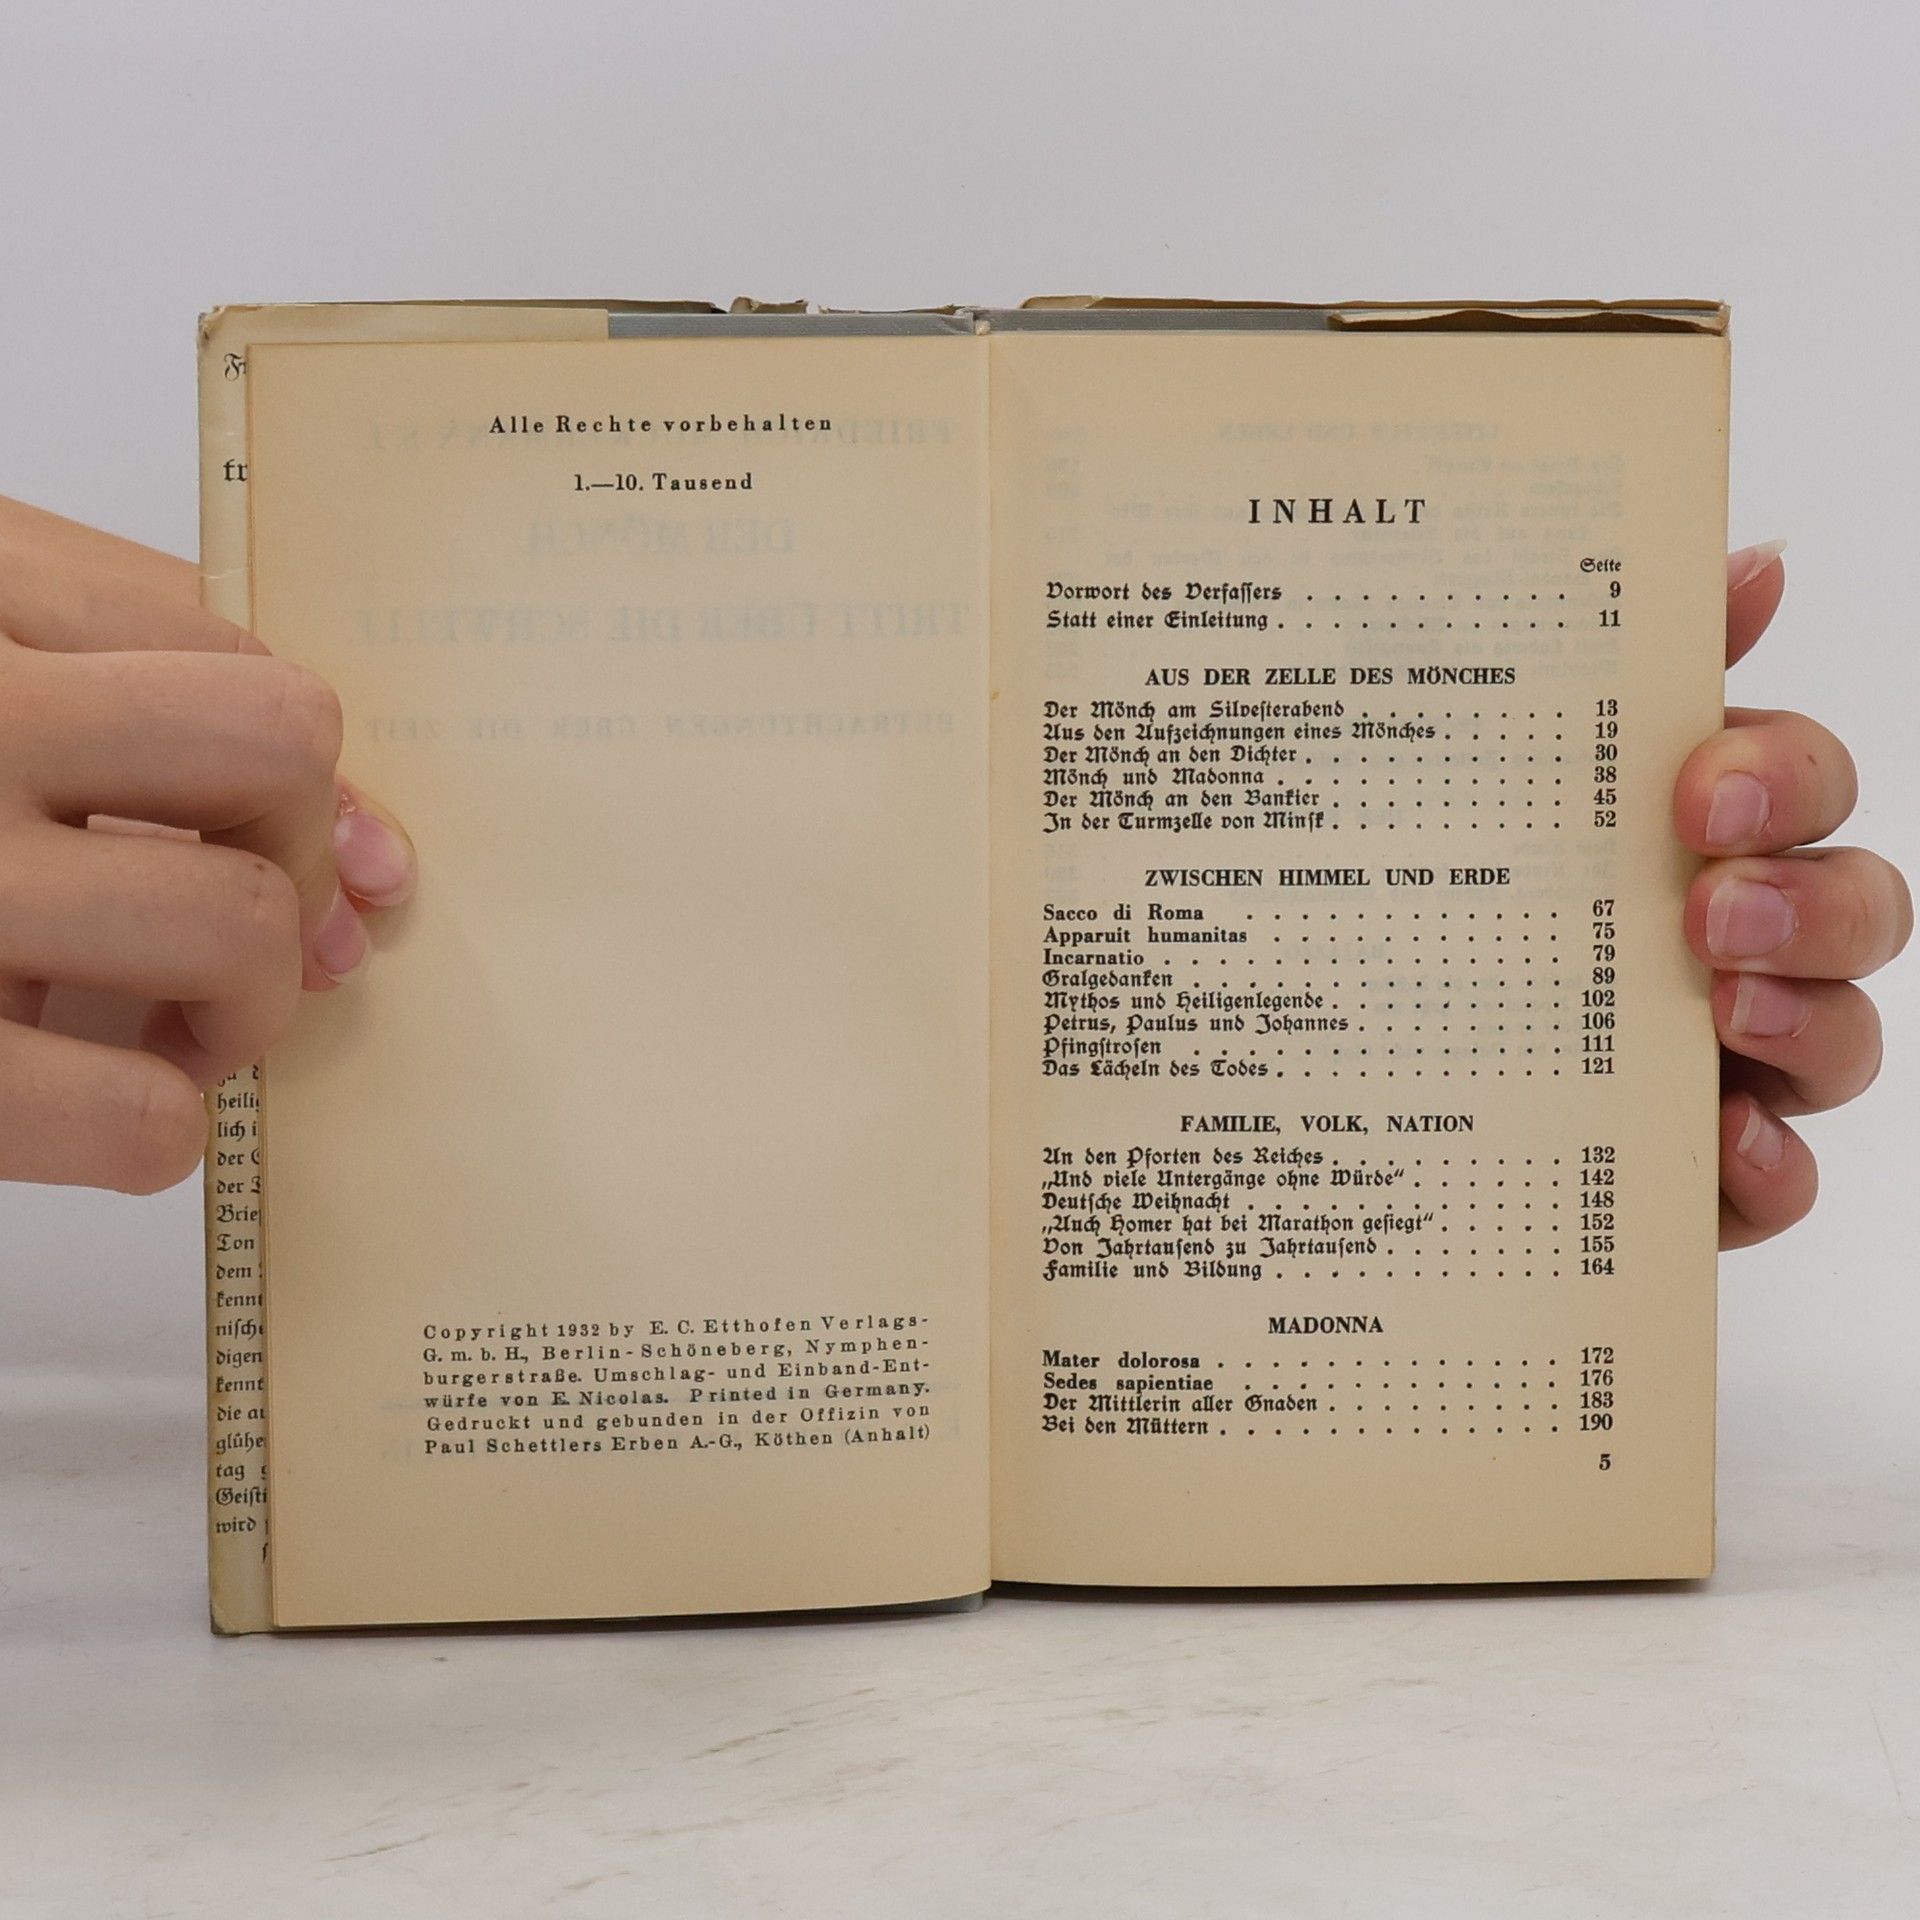 Alle Rechte vorbehalten
1.—10. Tausend
Copyright 1932 by E. C. Etthofen Verlags-
G. m. b. H., Berlin-Schöneberg, Nymphen-
burgerstraße. Umschlag- und Einband-Ent-
würfe von E. Nicolas. Printed in Germany.
Gedruckt und gebunden in der Offizin von
Paul Schettlers Erben A.-G., Köthen (Anhalt)
INHALT
Seite
Vorwort des Verfassers . . . . . . . . . . 9
Statt einer Einleitung . . . . . . . . . . . 11
AUS DER ZELLE DES MÖNCHES
Der Mönch am Silvesterabend . . . . . . . . 13
Aus den Aufzeichnungen eines Mönches . . . . . 19
Der Mönch an den Dichter . . . . . . . . . . 30
Mönch und Madonna . . . . . . . . . . . 38
Der Mönch an den Bankier . . . . . . . . . 45
In der Turmzelle von Minsk . . . . . . . . . 52
ZWISCHEN HIMMEL UND ERDE
Sacco di Roma . . . . . . . . . . . . 67
Apparuit humanitas . . . . . . . . . . . 75
Incarnatio . . . . . . . . . . . . . . . 79
Gralgedanken . . . . . . . . . . . . . . 89
Mythos und Heiligenlegende . . . . . . . . . 102
Petrus, Paulus und Johannes . . . . . . . . 106
Pfingstrosen . . . . . . . . . . . . . . 111
Das Lächeln des Todes . . . . . . . . . . . 121
FAMILIE, VOLK, NATION
An den Pforten des Reiches . . . . . . . . . 132
„Und viele Untergänge ohne Würde“ . . . . . . 142
Deutsche Weihnacht . . . . . . . . . . . . 148
„Auch Homer hat bei Marathon gesiegt“ . . . . . 152
Von Jahrtausend zu Jahrtausend . . . . . . . 155
Familie und Bildung . . . . . . . . . . . 164
MADONNA
Mater dolorosa . . . . . . . . . . . . . 172
Sedes sapientiae . . . . . . . . . . . . 176
Der Mittlerin aller Gnaden . . . . . . . . . 183
Bei den Müttern . . . . . . . . . . . . . 190
5